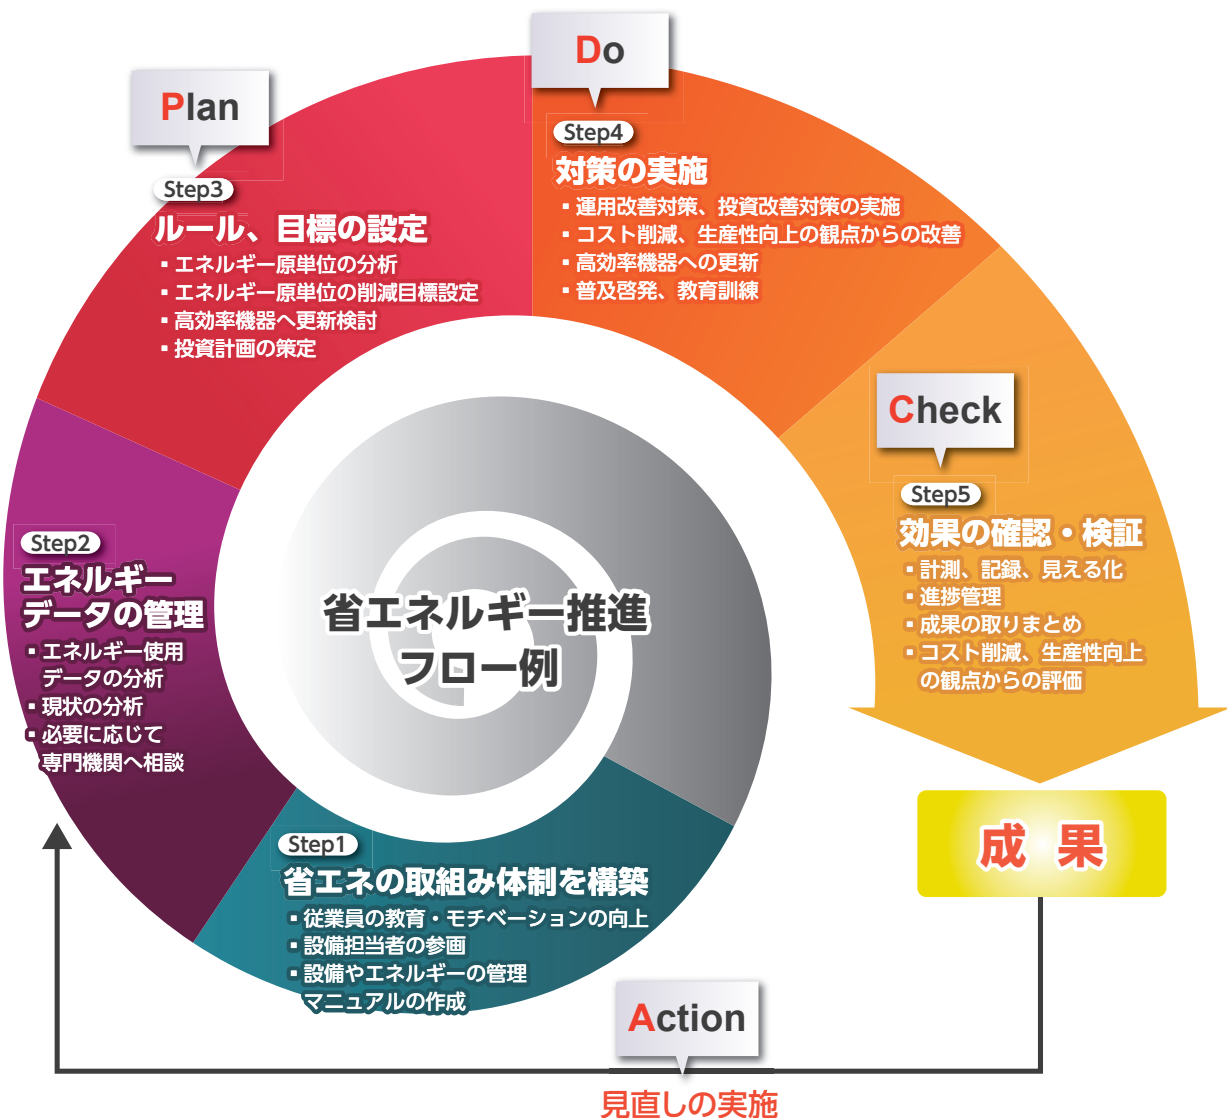 省エネルギー推進
フロー例
Step1
省エネの取組み体制を構築
▪従業員の教育・モチベーションの向上
▪設備担当者の参画
▪設備やエネルギーの管理
マニュアルの作成
Step2
エネルギー
データの管理
▪エネルギー使用
データの分析
▪現状の分析
▪必要に応じて
専門機関へ相談
Plan
Step3
ルール、目標の設定
▪エネルギー原単位の分析
▪エネルギー原単位の削減目標設定
▪高効率機器へ更新検討
▪投資計画の策定
Do
Step4
対策の実施
▪運用改善対策、投資改善対策の実施
▪コスト削減、生産性向上の観点からの改善
▪高効率機器への更新
▪普及啓発、教育訓練
Check
Step5
効果の確認・検証
▪計測、記録、見える化
▪進捗管理
▪成果の取りまとめ
▪コスト削減、生産性向上
の観点からの評価
成果
Action
見直しの実施